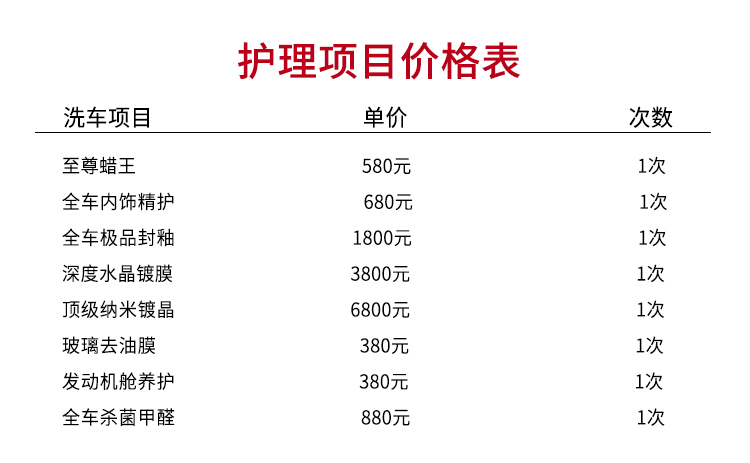 护理项目价格表
洗车项目 单价 次数
至尊蜡王 580元 1次
全车内饰精护 680元 1次
全车极品封釉 1800元 1次
深度水晶镀膜 3800元 1次
顶级纳米镀晶 6800元 1次
玻璃去油膜 380元 1次
发动机舱养护 380元 1次
全车杀菌甲醛 880元 1次